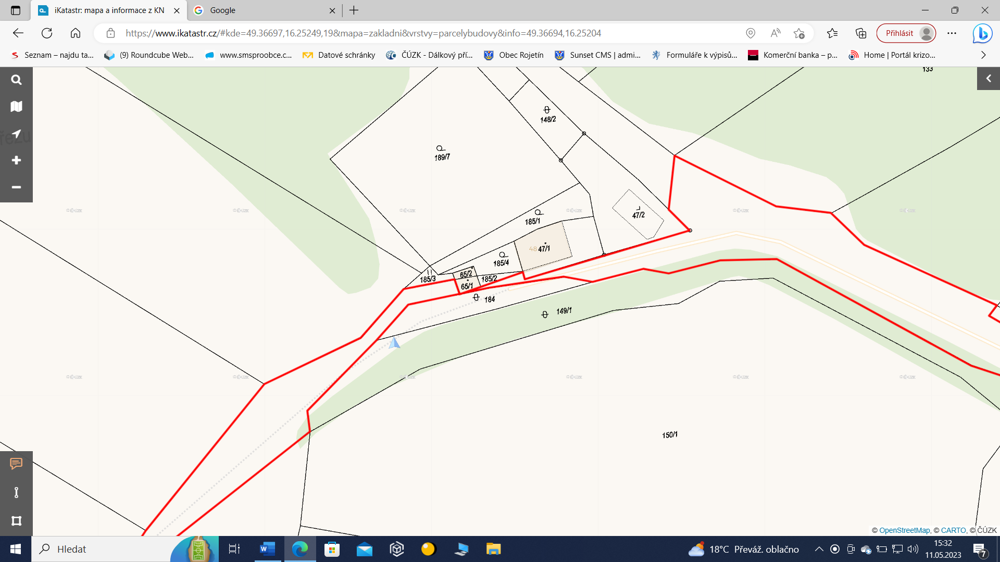 iKatastr: mapa a informace z KN
Google
https://www.ikatastr.cz/#kde=49.36697,16.25249,19&mapa=zakladni&vrstvy=parcelybudovy&info=49.36694,16.25204
Přihlásit
Seznam – najdu ta...
(9) Roundcube Web...
www.smsproobce.c...
Datové schránky
ČÚZK - Dálkový pří...
Obec Rojetín
Sunset CMS | admi...
Formuláře k výpisů...
Komerční banka – p...
Home | Portál krizo...
133
148/2
189/7
185/1
47/2
48
47/1
185/4
65/2
185/3
185/2
65/1
184
149/1
150/1
© OpenStreetMap, © CARTO, © ČÚZK
Hledat
18°C Převáž. oblačno
15:32
11.05.2023
7